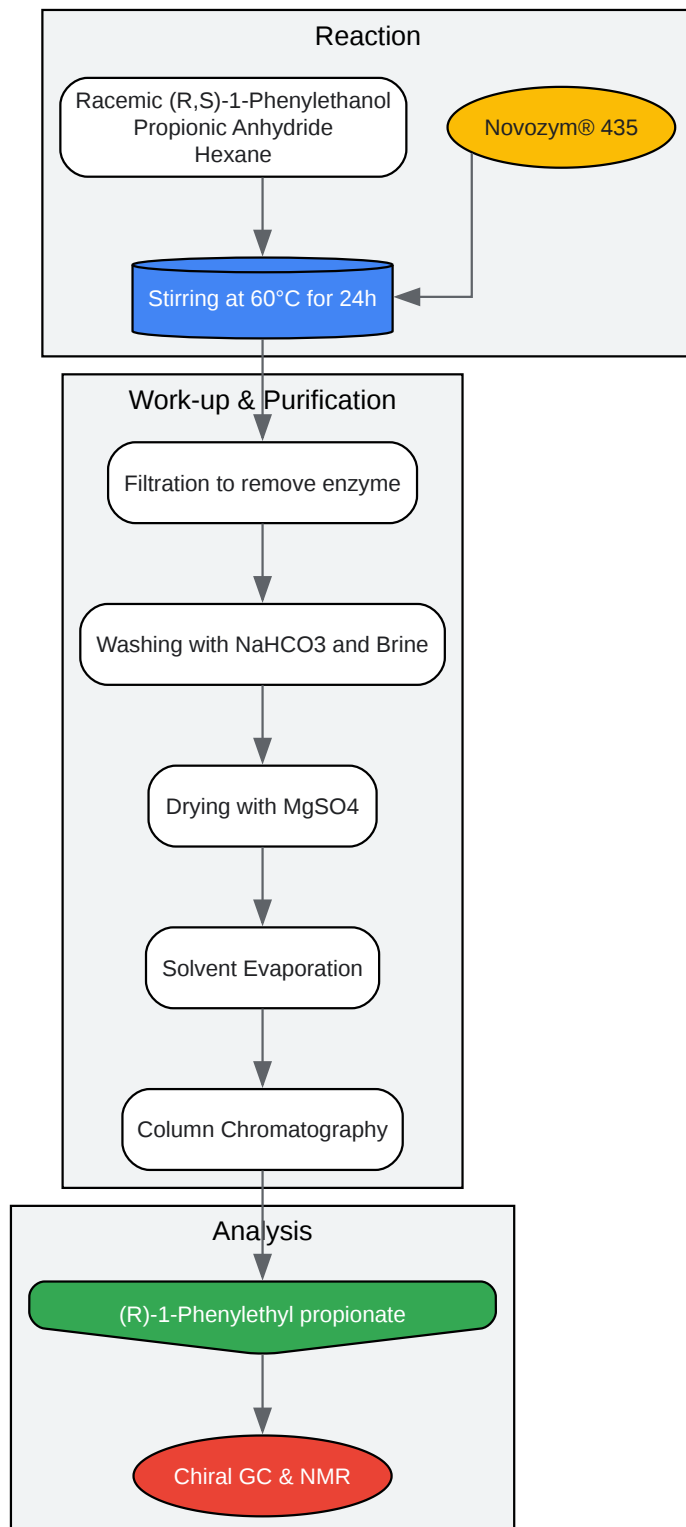 Reaction
Racemic (R,S)-1-Phenylethanol
Propionic Anhydride
Hexane
Novozym® 435
Stirring at 60°C for 24h
Work-up & Purification
Filtration to remove enzyme
Washing with NaHCO3 and Brine
Drying with MgSO4
Solvent Evaporation
Column Chromatography
Analysis
(R)-1-Phenylethyl propionate
Chiral GC & NMR